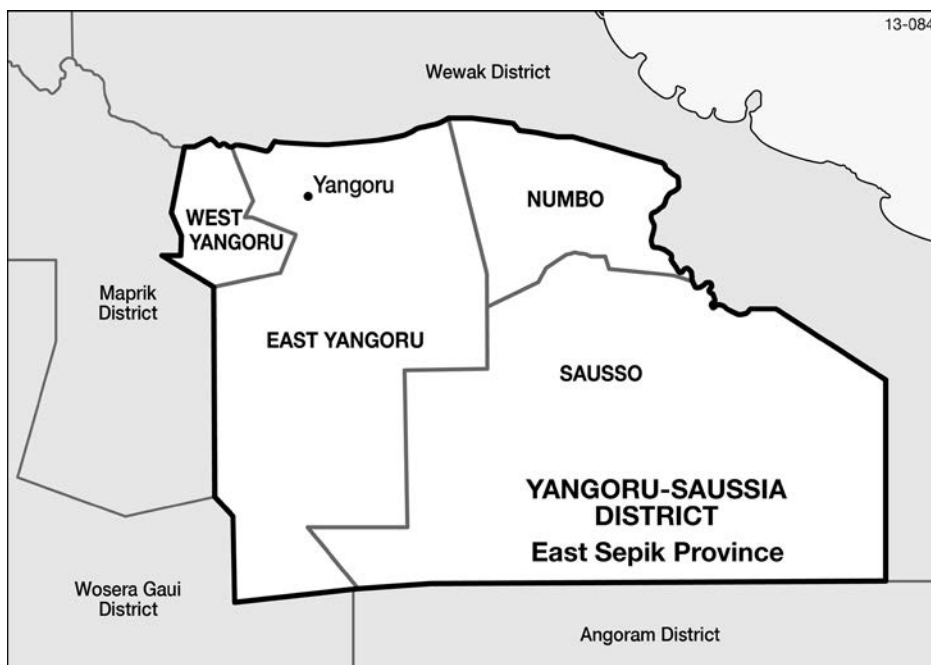 13-084
Wewak District
Yangoru
WEST
YANGORU
NUMBO
Maprik
District
EAST YANGORU
SAUSSO
YANGORU-SAUSSIA
DISTRICT
East Sepik Province
Wosera Gaui
District
Angoram District